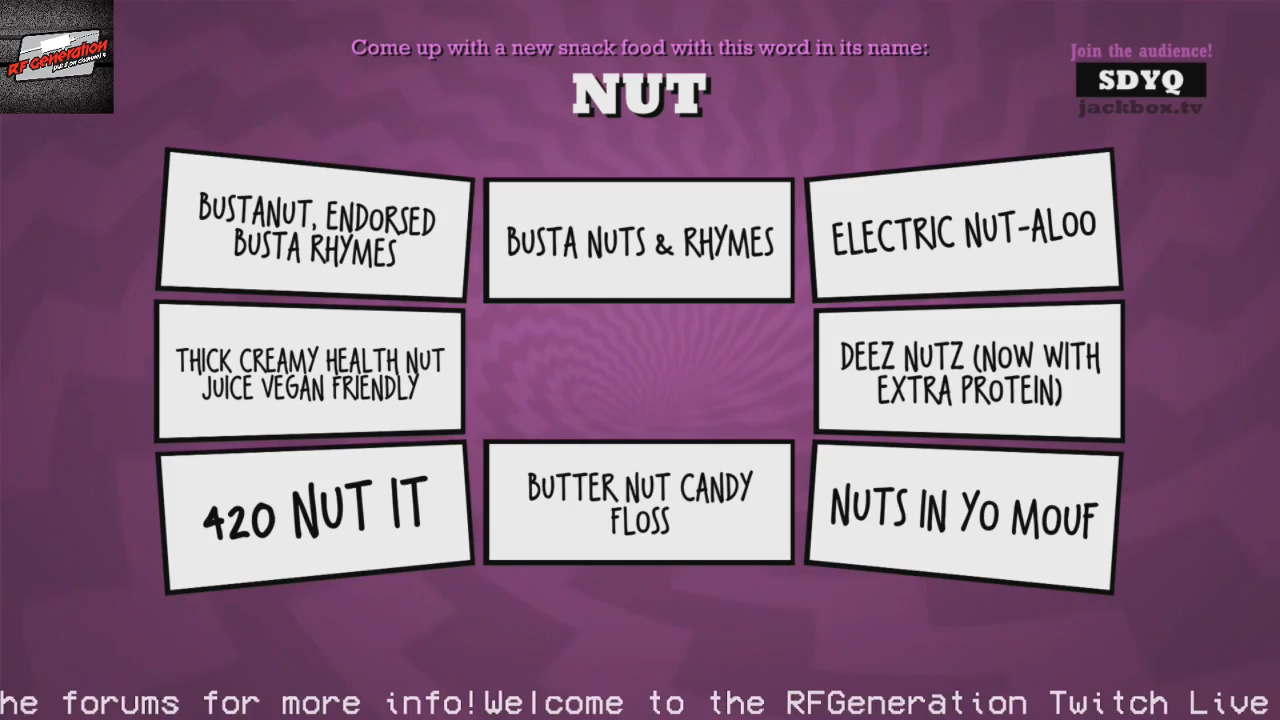 RF Generation
Come up with a new snack food with this word in its name:
NUT
Join the audience!
SDYQ
jackbox.tv
BUSTANUT, ENDORSED
BUSTA RHYMES
BUSTA NUTS & RHYMES
ELECTRIC NUT-ALOO
THICK CREAMY HEALTH NUT
JUICE VEGAN FRIENDLY
DEEZ NUTZ (NOW WITH
EXTRA PROTEIN)
420 NUT IT
BUTTER NUT CANDY
FLOSS
NUTS IN YO MOUF
he forums for more info!Welcome to the RFGeneration Twitch Live